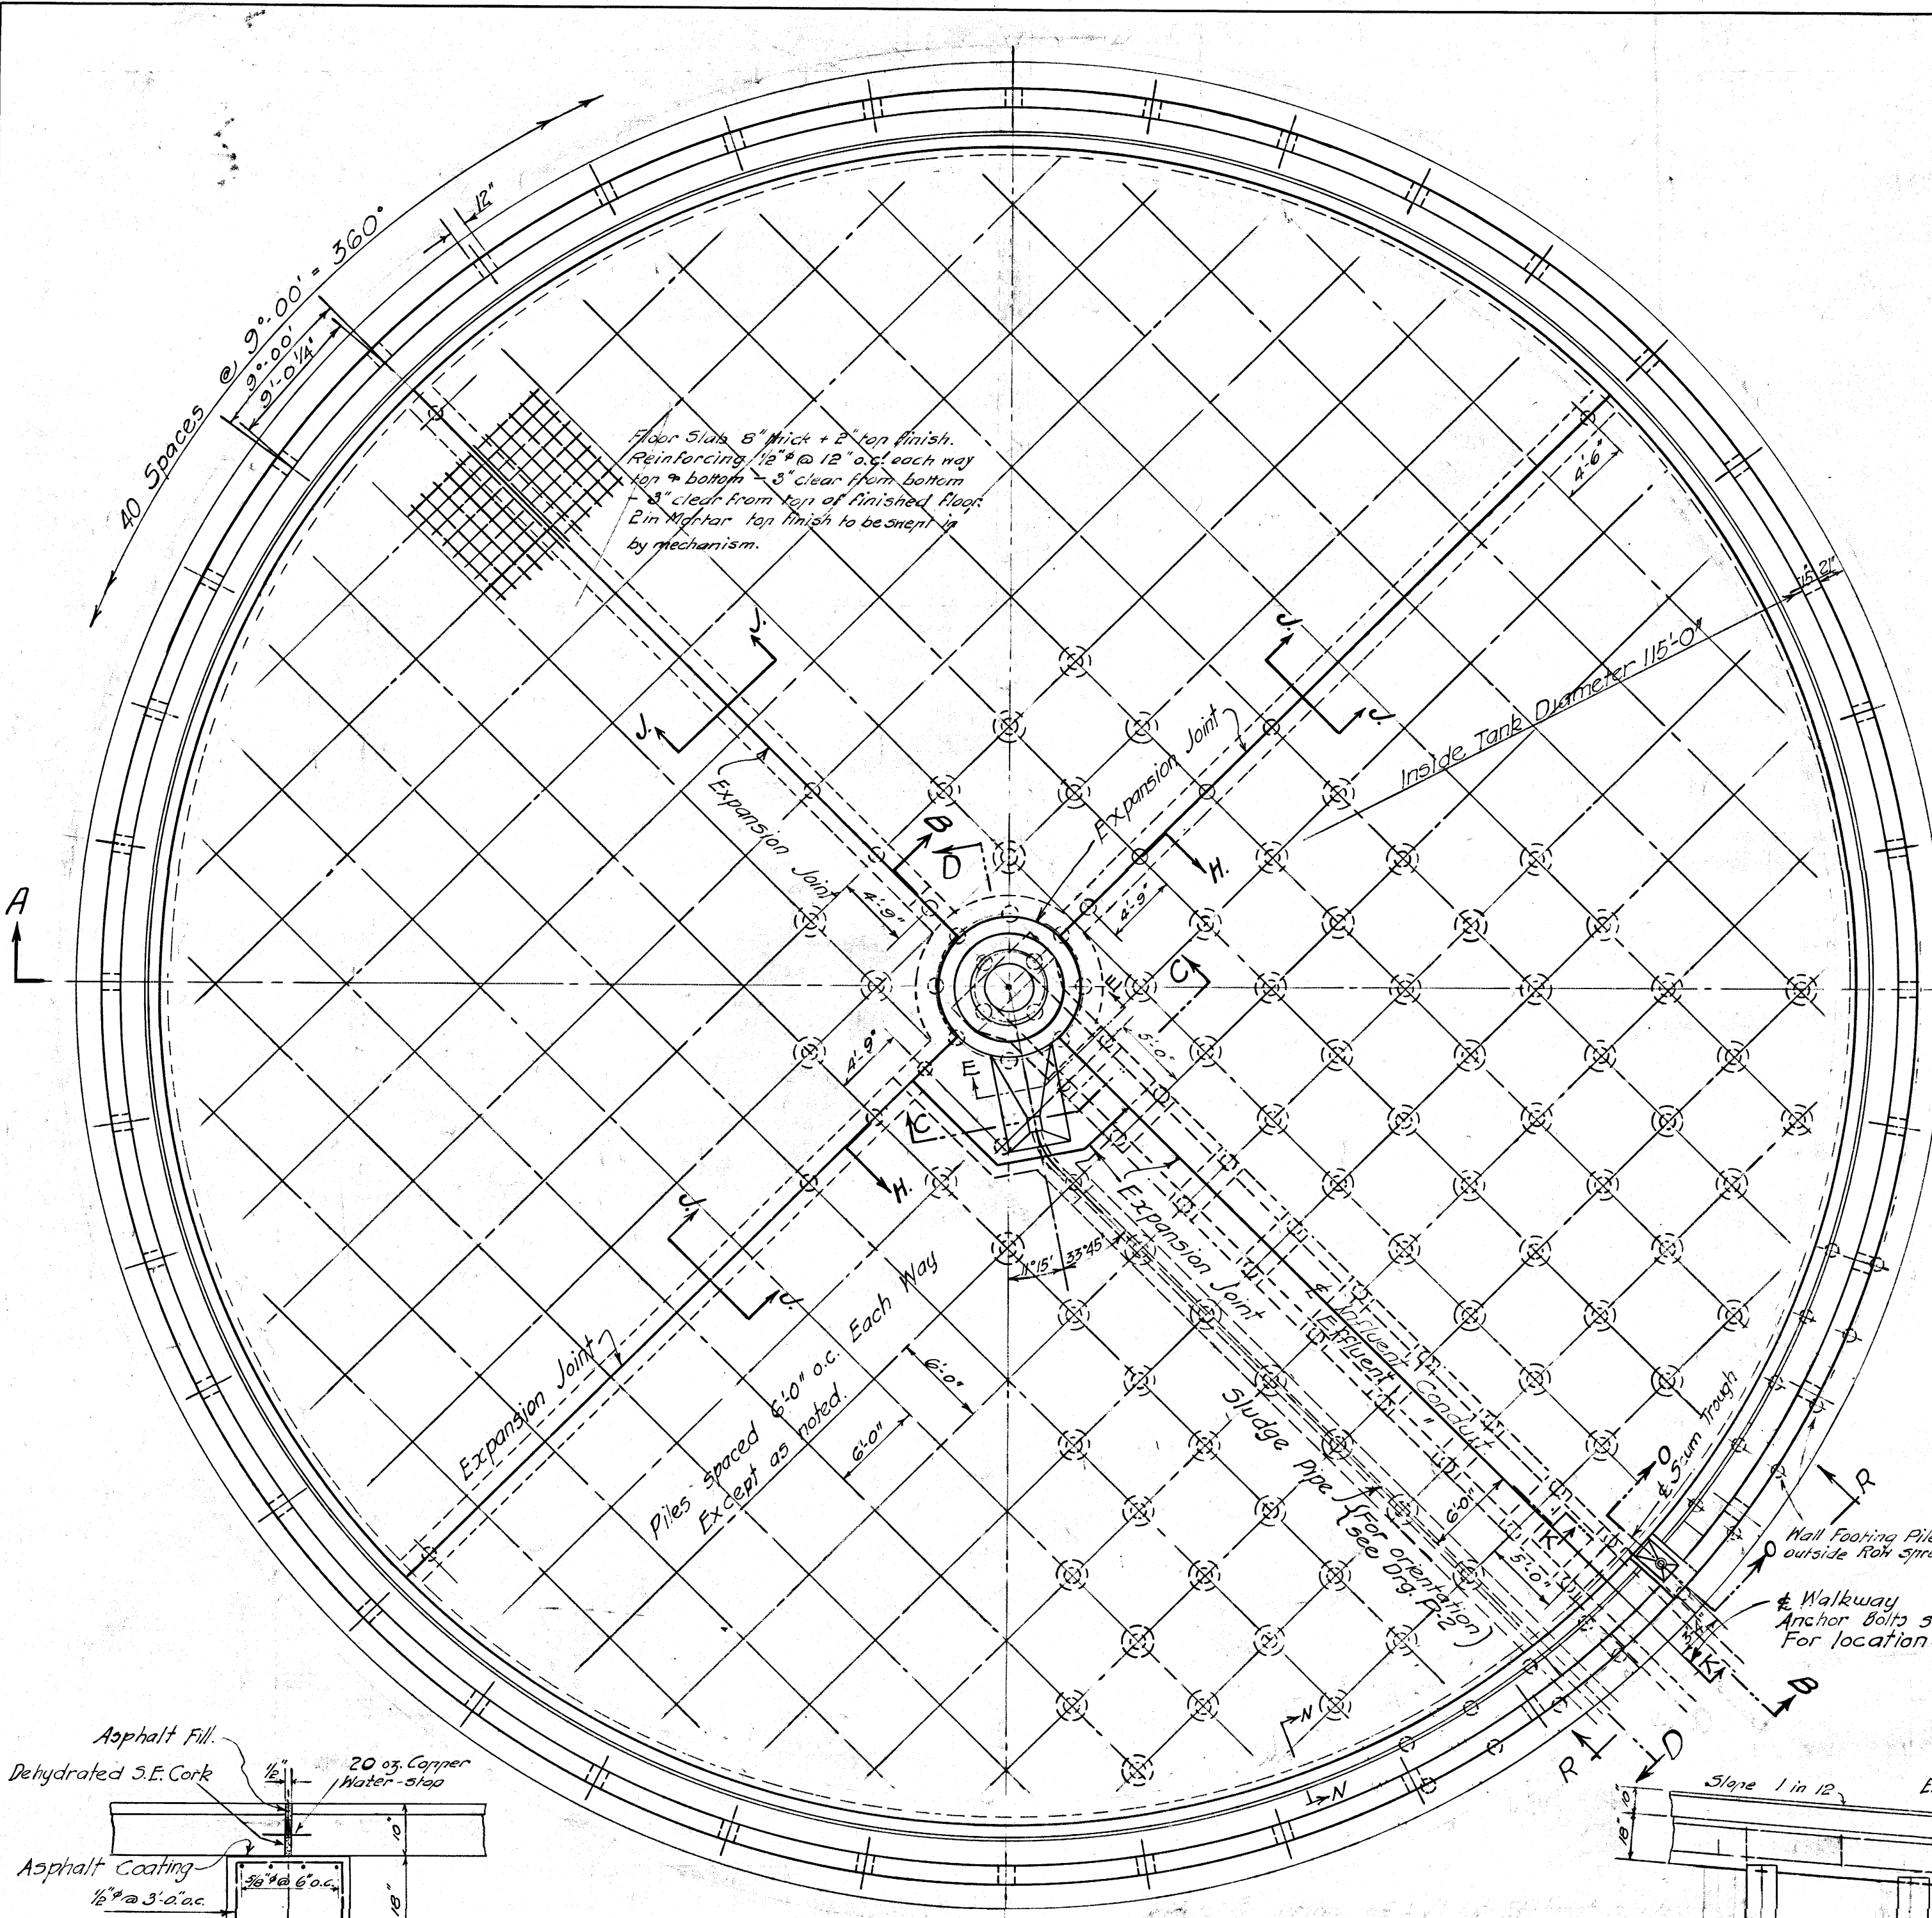 40 Spaces @ 9°-00' = 360°
9°-00'
9'-0 1/4"
12"
Floor Slab 8" thick + 2" top finish.
Reinforcing 1/2"ϕ @ 12" o.c. each way
top & bottom - 3" clear from bottom
- 3" clear from top of finished floor.
2 in Mortar top finish to be swept in
by mechanism.
4'-6"
15"
21"
Inside Tank Diameter 115'-0"
J.
J.
J.
J.
Expansion Joint
Expansion Joint
B
D
H.
4'-9"
4'-9"
A
C
E
E
5'-0"
4'-9"
C
H.
J.
J.
Expansion Joint
11°15'
33°45'
Expansion Joint
Piles spaced 6'-0" o.c. Each Way
Except as noted.
6'-0"
6'-0"
℄ Influent Conduit
℄ Effluent "
Sludge Pipe (For orientation
see Drg. P-2)
6'-0"
5'-0"
K
O
℄ Scum Trough
R
Wall Footing Pile
outside Row
O
℄ Walkway
Anchor Bolts
For location
K
B
N
N
R
D
Asphalt Fill.
Dehydrated S.E. Cork
1/2"
20 oz. Copper
Water-stop
10"
Asphalt Coating
5/8"ϕ @ 6" o.c.
1/2"ϕ @ 3'-0" o.c.
18"
Slope 1 in 12
10"
18"